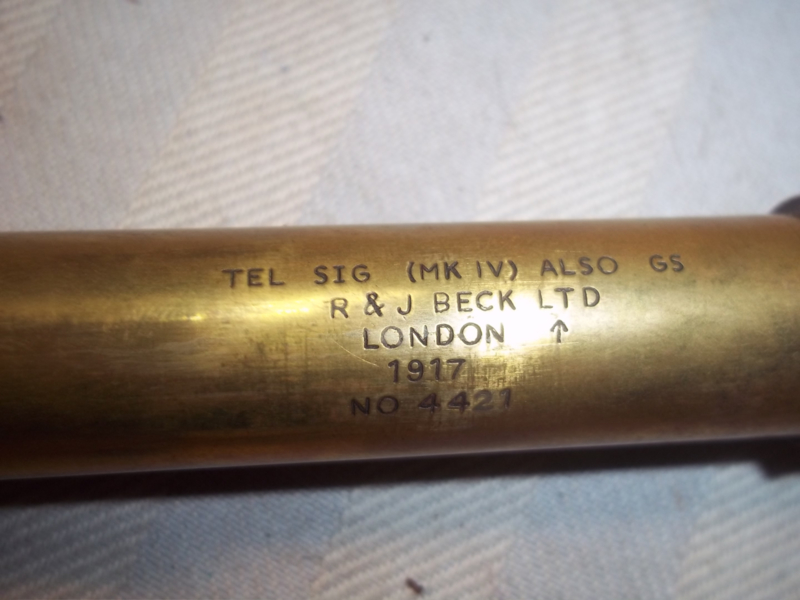 TEL SIG (MK IV) ALSO GS
R & J BECK LTD
LONDON ↑
1917
NO 4421